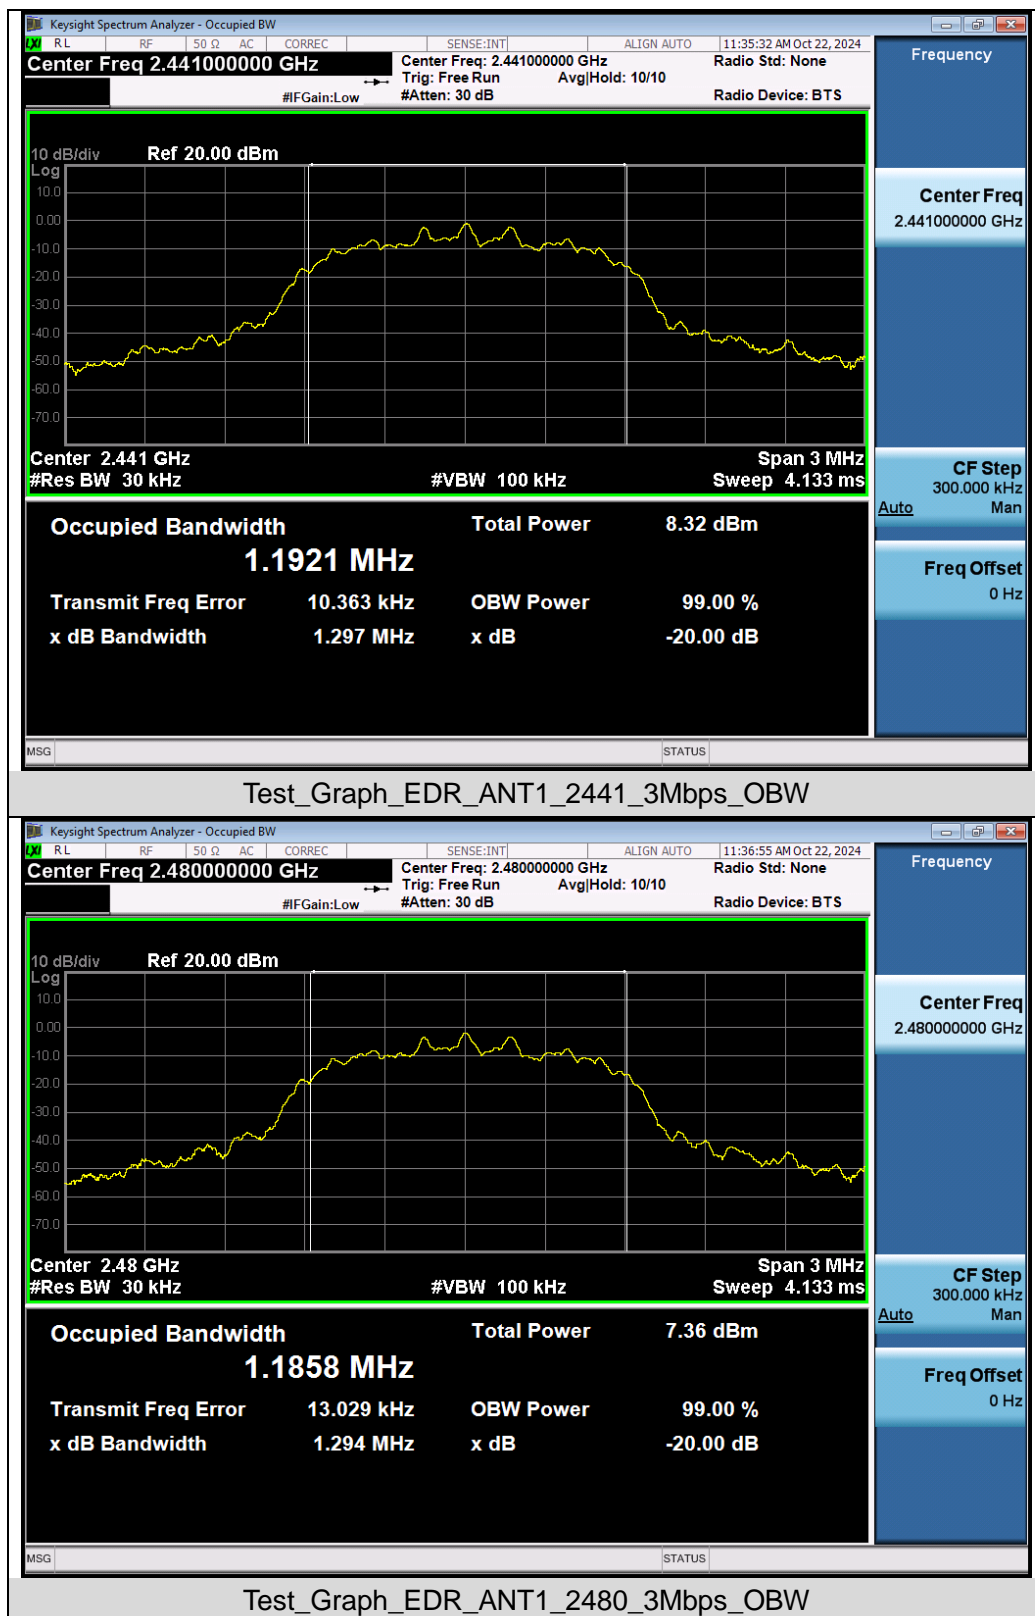 Keysight Spectrum Analyzer - Occupied BW
LXI RL RF 50 Ω AC CORREC SENSE:INT ALIGN AUTO 11:35:32 AM Oct 22, 2024
Center Freq 2.441000000 GHz Center Freq: 2.441000000 GHz Radio Std: None
Trig: Free Run Avg|Hold: 10/10
#IFGain:Low #Atten: 30 dB Radio Device: BTS
Frequency
10 dB/div Ref 20.00 dBm
Log
10.0
0.00
-10.0
-20.0
-30.0
-40.0
-50.0
-60.0
-70.0
Center 2.441 GHz Span 3 MHz
#Res BW 30 kHz #VBW 100 kHz Sweep 4.133 ms
Center Freq
2.441000000 GHz
CF Step
300.000 kHz
Auto Man
Freq Offset
0 Hz
Occupied Bandwidth Total Power 8.32 dBm
1.1921 MHz
Transmit Freq Error 10.363 kHz OBW Power 99.00 %
x dB Bandwidth 1.297 MHz x dB -20.00 dB
MSG STATUS
Test_Graph_EDR_ANT1_2441_3Mbps_OBW
Keysight Spectrum Analyzer - Occupied BW
LXI RL RF 50 Ω AC CORREC SENSE:INT ALIGN AUTO 11:36:55 AM Oct 22, 2024
Center Freq 2.480000000 GHz Center Freq: 2.480000000 GHz Radio Std: None
Trig: Free Run Avg|Hold: 10/10
#IFGain:Low #Atten: 30 dB Radio Device: BTS
Frequency
10 dB/div Ref 20.00 dBm
Log
10.0
0.00
-10.0
-20.0
-30.0
-40.0
-50.0
-60.0
-70.0
Center 2.48 GHz Span 3 MHz
#Res BW 30 kHz #VBW 100 kHz Sweep 4.133 ms
Center Freq
2.480000000 GHz
CF Step
300.000 kHz
Auto Man
Freq Offset
0 Hz
Occupied Bandwidth Total Power 7.36 dBm
1.1858 MHz
Transmit Freq Error 13.029 kHz OBW Power 99.00 %
x dB Bandwidth 1.294 MHz x dB -20.00 dB
MSG STATUS
Test_Graph_EDR_ANT1_2480_3Mbps_OBW